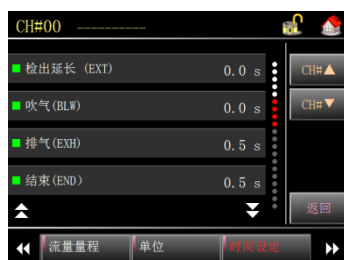 CH#00 ----------
检出延长 (EXT) 0.0 s
CH#▲
吹气(BLW) 0.0 s
CH#▼
排气(EXH) 0.5 s
结束(END) 0.5 s
返回
流量量程 单位 时间设定